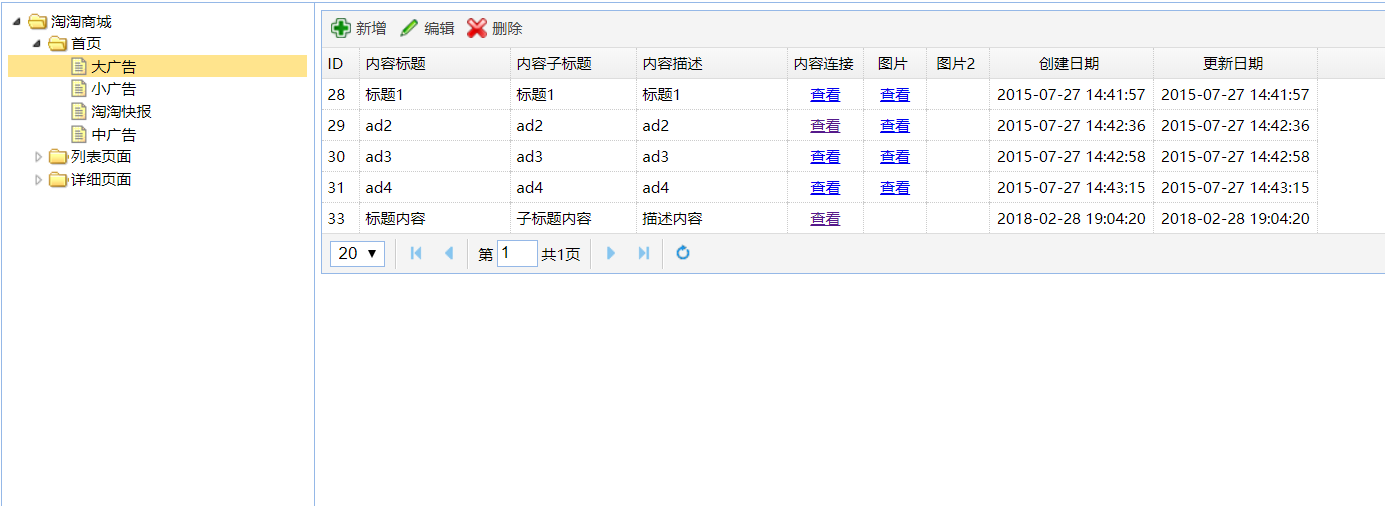 淘淘商城
首页
大广告
小广告
淘淘快报
中广告
列表页面
详细页面
新增 编辑 删除
ID 内容标题 内容子标题 内容描述 内容连接 图片 图片2 创建日期 更新日期
28 标题1 标题1 标题1 查看 查看 2015-07-27 14:41:57 2015-07-27 14:41:57
29 ad2 ad2 ad2 查看 查看 2015-07-27 14:42:36 2015-07-27 14:42:36
30 ad3 ad3 ad3 查看 查看 2015-07-27 14:42:58 2015-07-27 14:42:58
31 ad4 ad4 ad4 查看 查看 2015-07-27 14:43:15 2015-07-27 14:43:15
33 标题内容 子标题内容 描述内容 查看 2018-02-28 19:04:20 2018-02-28 19:04:20
20 第 1 共1页